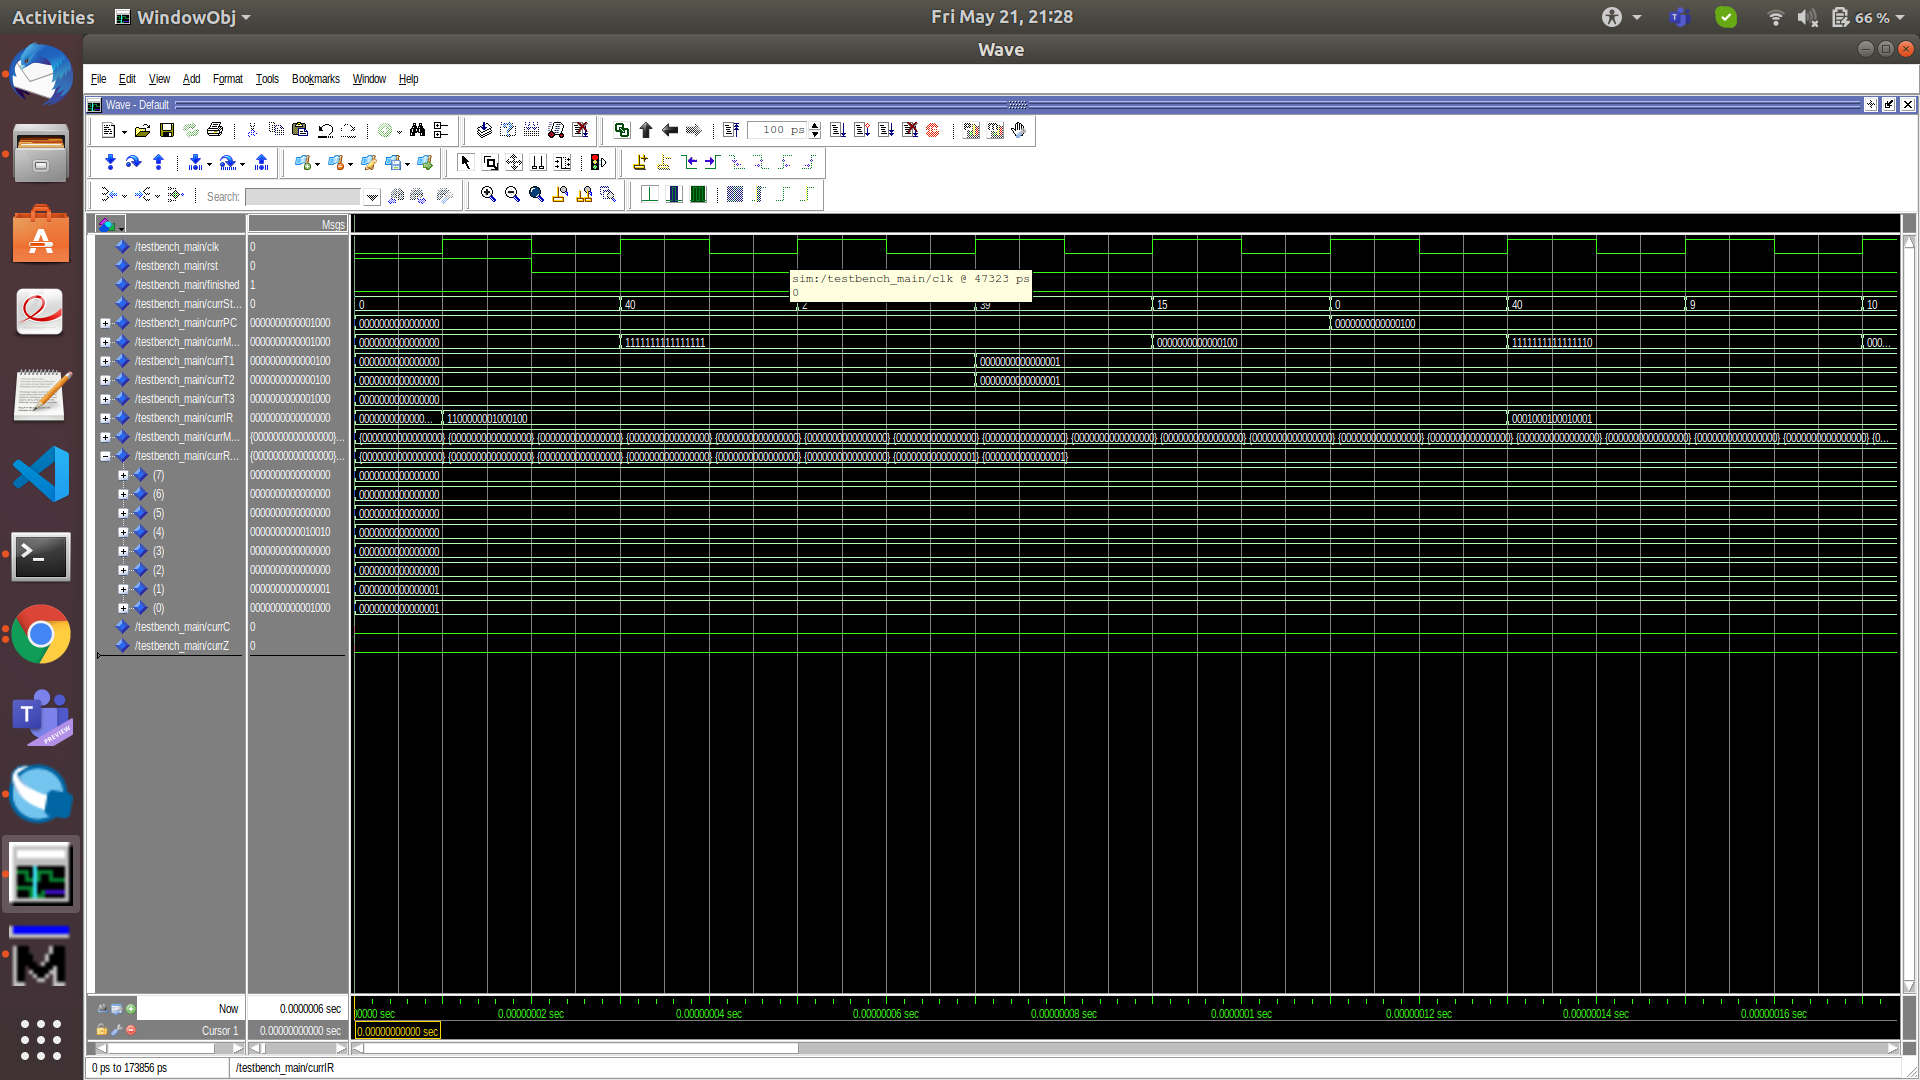 Activities WindowObj Fri May 21, 21:28 66 %
Wave
File Edit View Add Format Tools Bookmarks Window Help
Wave - Default
100 ps
Search:
Msgs
/testbench_main/clk 0
/testbench_main/rst 0
sim:/testbench_main/clk @ 47323 ps
0
/testbench_main/finished 1
/testbench_main/currSt... 0 0 40 2 39 15 0 40 9 10
/testbench_main/currPC 0000000000001000 0000000000000000 0000000000000100
/testbench_main/currM... 0000000000001000 0000000000000000 1111111111111111 0000000000000100 1111111111111110 000...
/testbench_main/currT1 0000000000000100 0000000000000000 0000000000000001
/testbench_main/currT2 0000000000000100 0000000000000000 0000000000000001
/testbench_main/currT3 0000000000001000 0000000000000000
/testbench_main/currIR 0000000000000000 0000000000000... 1100000001000100 0001000100010001
/testbench_main/currM... {0000000000000000}... {0000000000000000} {0000000000000000} {0000000000000000} {0000000000000000} {0000000000000000} {0000000000000000} {0000000000000000} {0000000000000000} {0000000000000000} {0000000000000000} {0000000000000000} {0000000000000000} {0000000000000000} {0000000000000000} {0000000000000000} {0000000000000000} {0000000000000000} {0...
/testbench_main/currR... {0000000000000000}... {0000000000000000} {0000000000000000} {0000000000000000} {0000000000000000} {0000000000000000} {0000000000000000} {0000000000000001} {0000000000000001}
(7) 0000000000000000 0000000000000000
(6) 0000000000000000 0000000000000000
(5) 0000000000000000 0000000000000000
(4) 0000000000010010 0000000000000000
(3) 0000000000000000 0000000000000000
(2) 0000000000000000 0000000000000000
(1) 0000000000000001 0000000000000001
(0) 0000000000001000 0000000000000001
/testbench_main/currC 0
/testbench_main/currZ 0
Now 0.0000006 sec 0000 sec 0.00000002 sec 0.00000004 sec 0.00000006 sec 0.00000008 sec 0.0000001 sec 0.00000012 sec 0.00000014 sec 0.00000016 sec
Cursor 1 0.00000000000 sec 0.00000000000 sec
0 ps to 173856 ps /testbench_main/currIR
T
PREVIEW
M